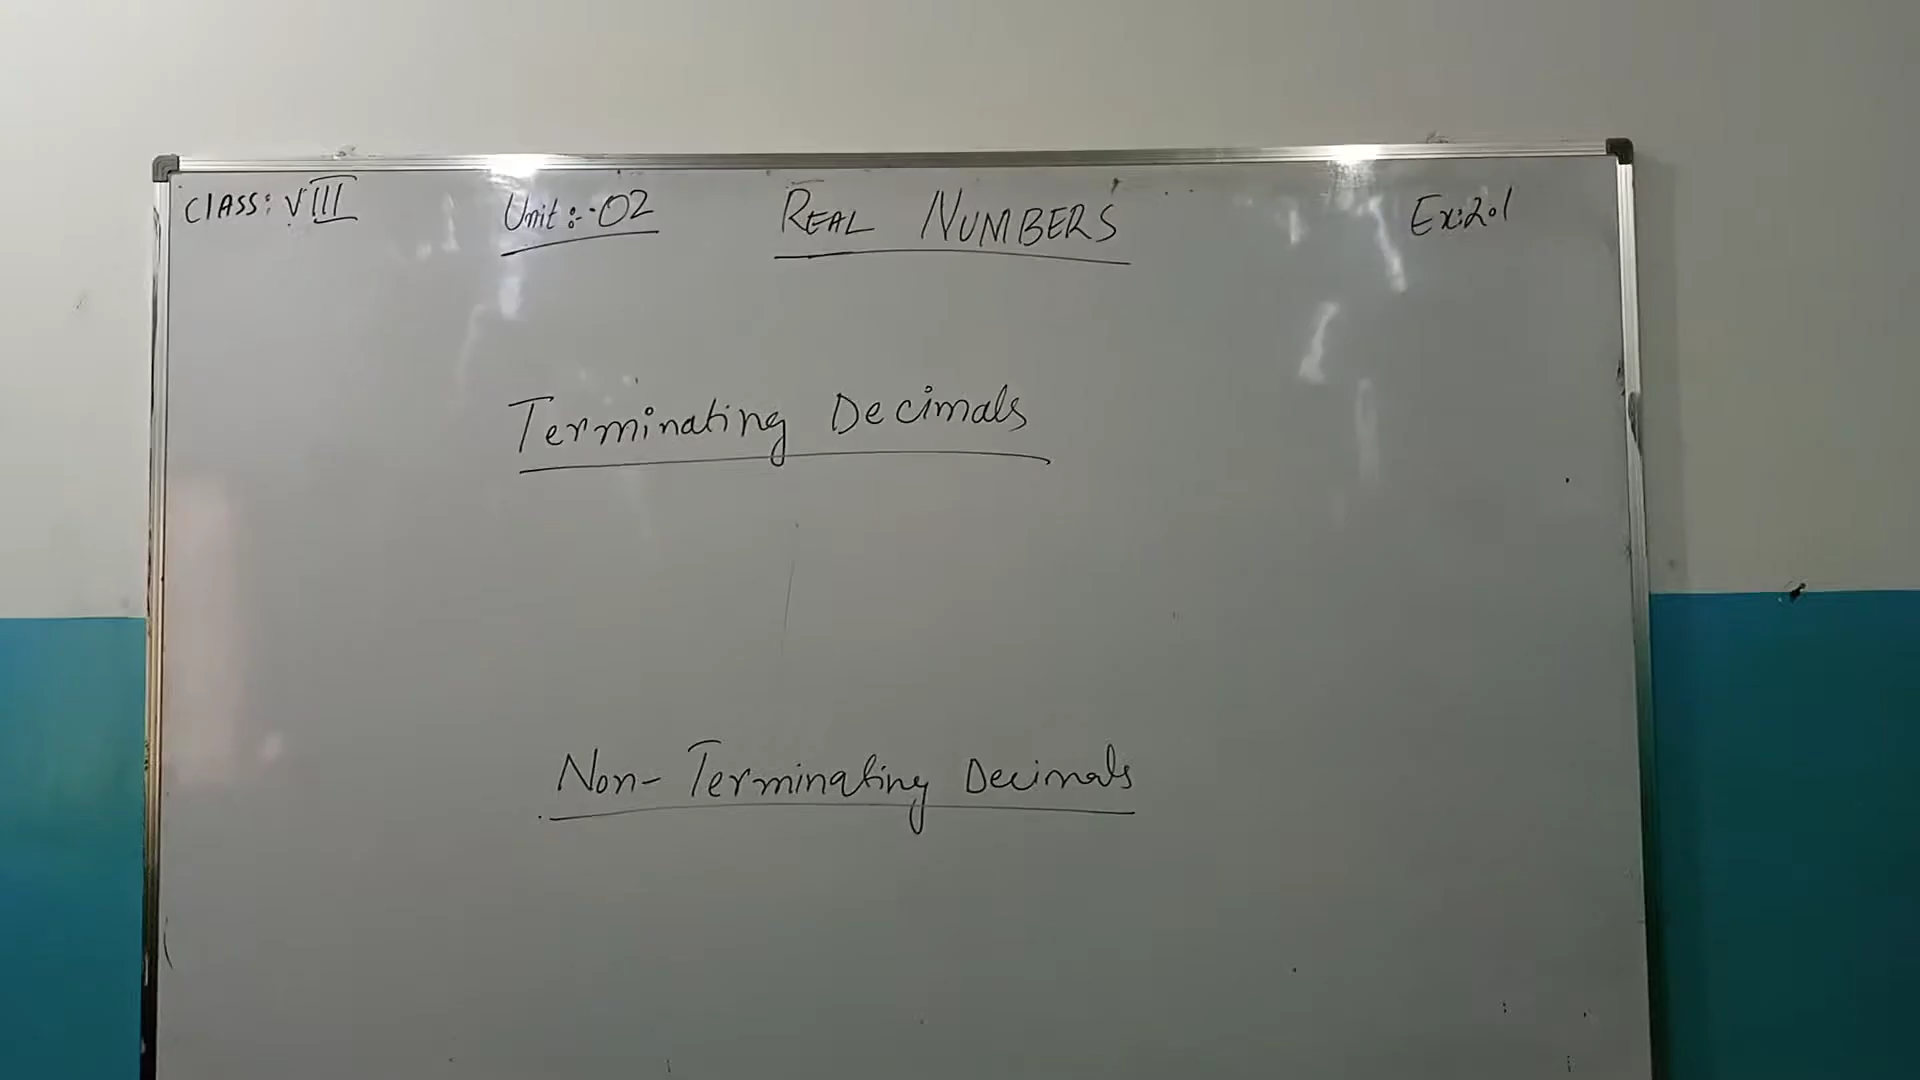 CLASS: VIII Unit:-02 REAL NUMBERS Ex:2.1
Terminating Decimals
Non-Terminating Decimals